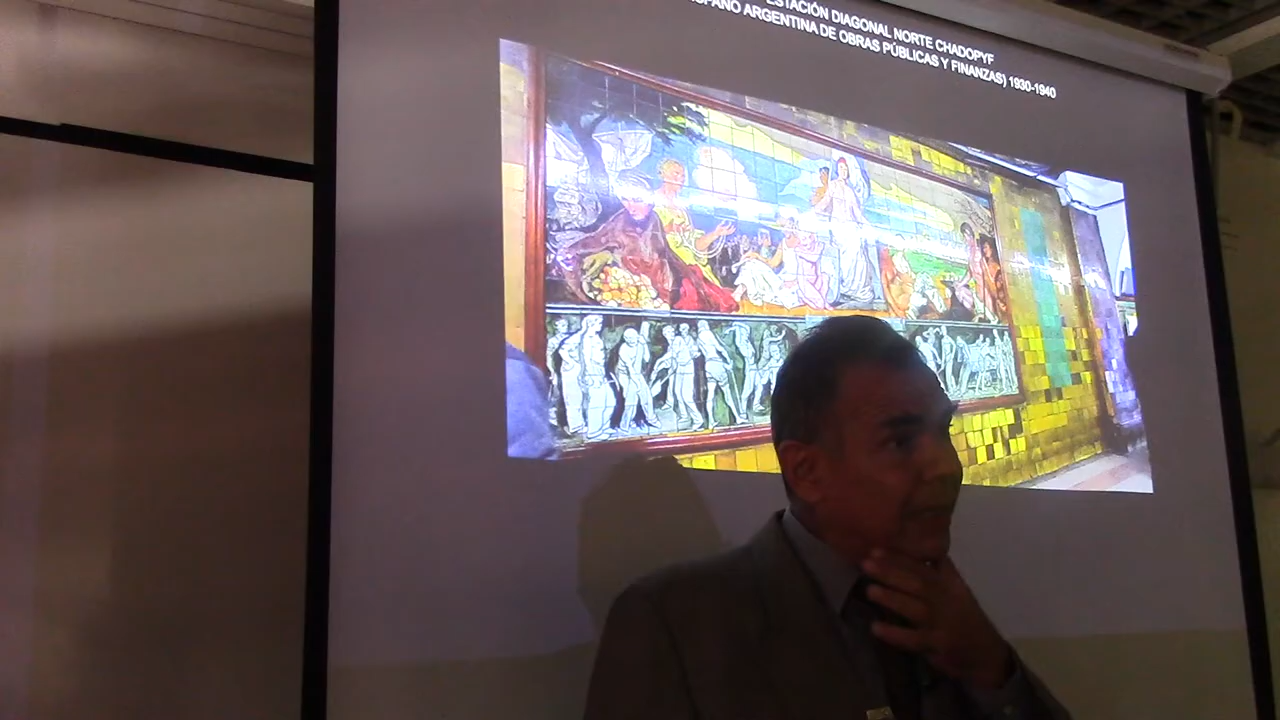 ESTACIÓN DIAGONAL NORTE CHADOPYF
ARGENTINA DE OBRAS PÚBLICAS Y FINANZAS) 1930-1940